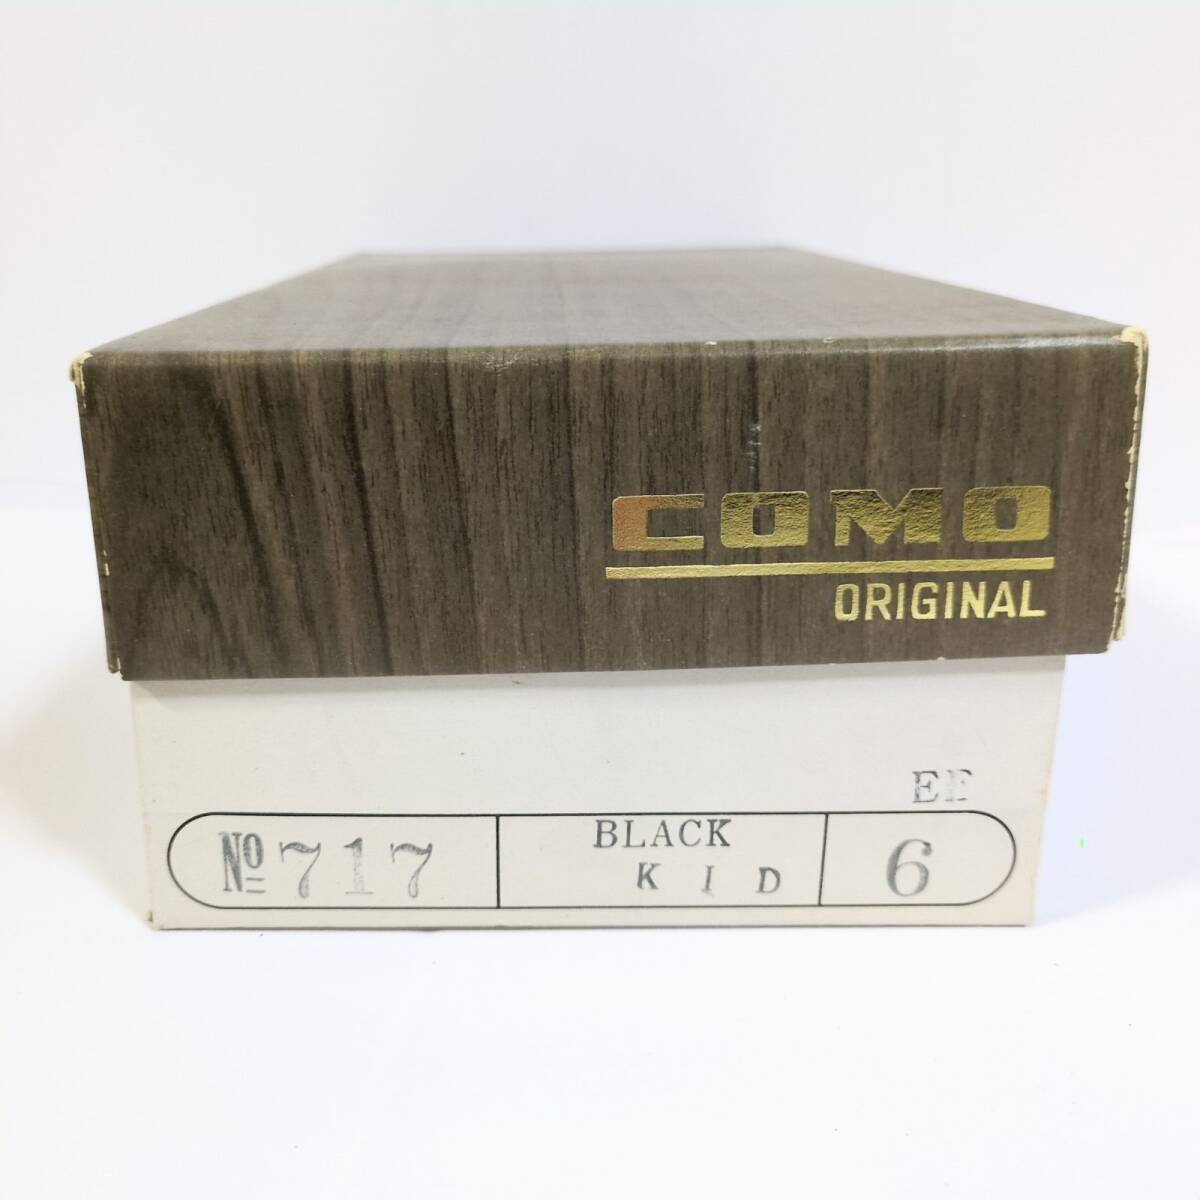 COMO
ORIGINAL
EE
No 717
BLACK
KID
6